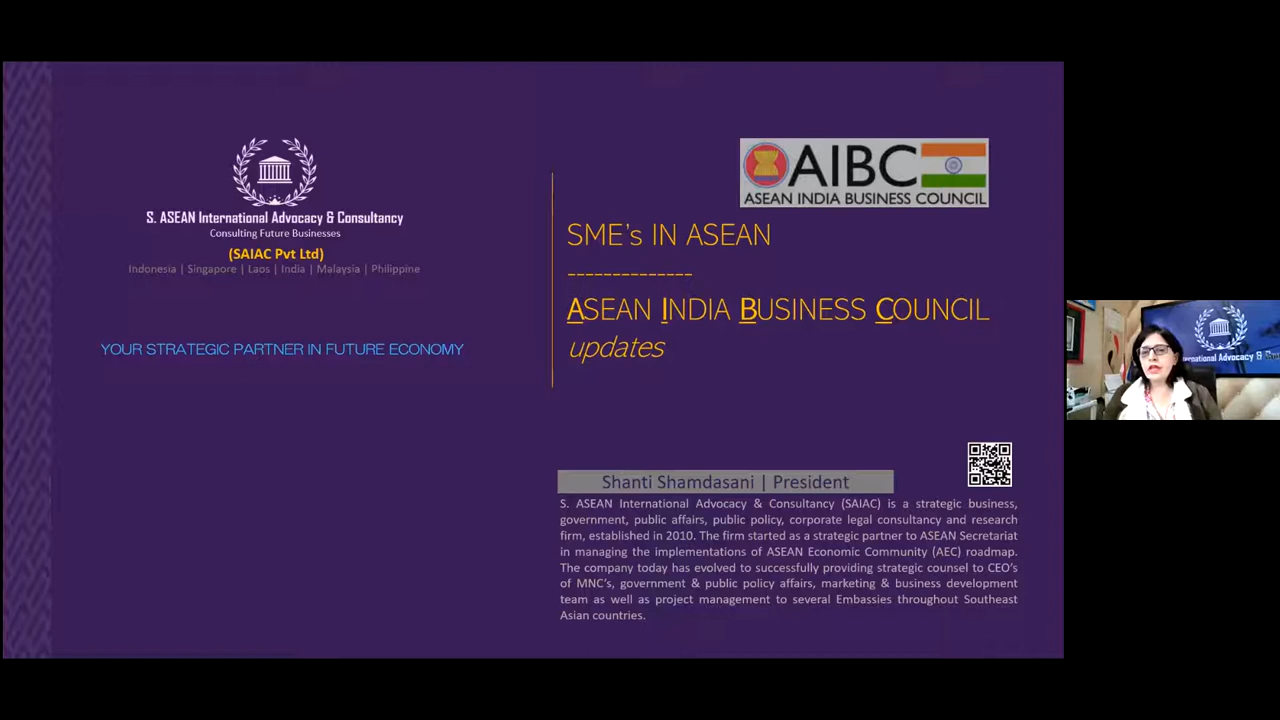 S. ASEAN International Advocacy & Consultancy
Consulting Future Businesses
(SAIAC Pvt Ltd)
Indonesia | Singapore | Laos | India | Malaysia | Philippine
YOUR STRATEGIC PARTNER IN FUTURE ECONOMY
AIBC
ASEAN INDIA BUSINESS COUNCIL
SME's IN ASEAN
--------------
ASEAN INDIA BUSINESS COUNCIL
updates
Shanti Shamdasani | President
S. ASEAN International Advocacy & Consultancy (SAIAC) is a strategic business,
government, public affairs, public policy, corporate legal consultancy and research
firm, established in 2010. The firm started as a strategic partner to ASEAN Secretariat
in managing the implementations of ASEAN Economic Community (AEC) roadmap.
The company today has evolved to successfully providing strategic counsel to CEO's
of MNC's, government & public policy affairs, marketing & business development
team as well as project management to several Embassies throughout Southeast
Asian countries.
ernational Advocacy &